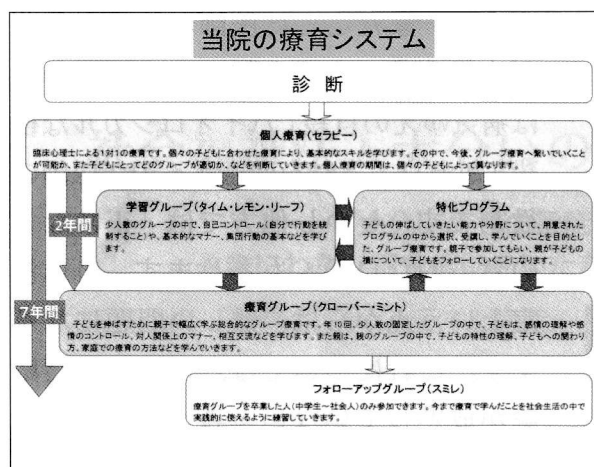 当院の療育システム
診 断
個人療育(セラピー)
臨床心理士による1対1の療育です。個々の子どもに合わせた療育により、基本的なスキルを学びます。その中で、今後、グループ療育へ繋いでいくこと
が可能か、また子どもにとってどのグループが適切か、などを判断していきます。個人療育の期間は、個々の子どもによって異なります。
学習グループ(タイム・レモン・リーフ)
少人数のグループの中で、自己コントロール(自分で行動を統
制すること)や、基本的なマナー、集団行動の基本などを学び
ます。
特化プログラム
子どもの伸ばしていきたい能力や分野について、用意された
プログラムの中から選択、受講し、学んでいくことを目的とし
た、グループ療育です。親子で参加してもらい、親が子どもの
横について、子どもをフォローしていくことになります。
2年間
7年間
療育グループ(クローバー・ミント)
子どもを伸ばすために親子で幅広く学ぶ総合的なグループ療育です。年10回、少人数の固定したグループの中で、子どもは、感情の理解や感
情のコントロール、対人関係上のマナー、相互交流などを学びます。また親は、親のグループの中で、子どもの特性の理解、子どもへの関わり
方、家庭での療育の方法などを学んでいきます。
フォローアップグループ(スミレ)
療育グループを卒業した人(中学生～社会人)のみ参加できます。今まで療育で学んだことを社会生活の中で
実践的に使えるように練習していきます。